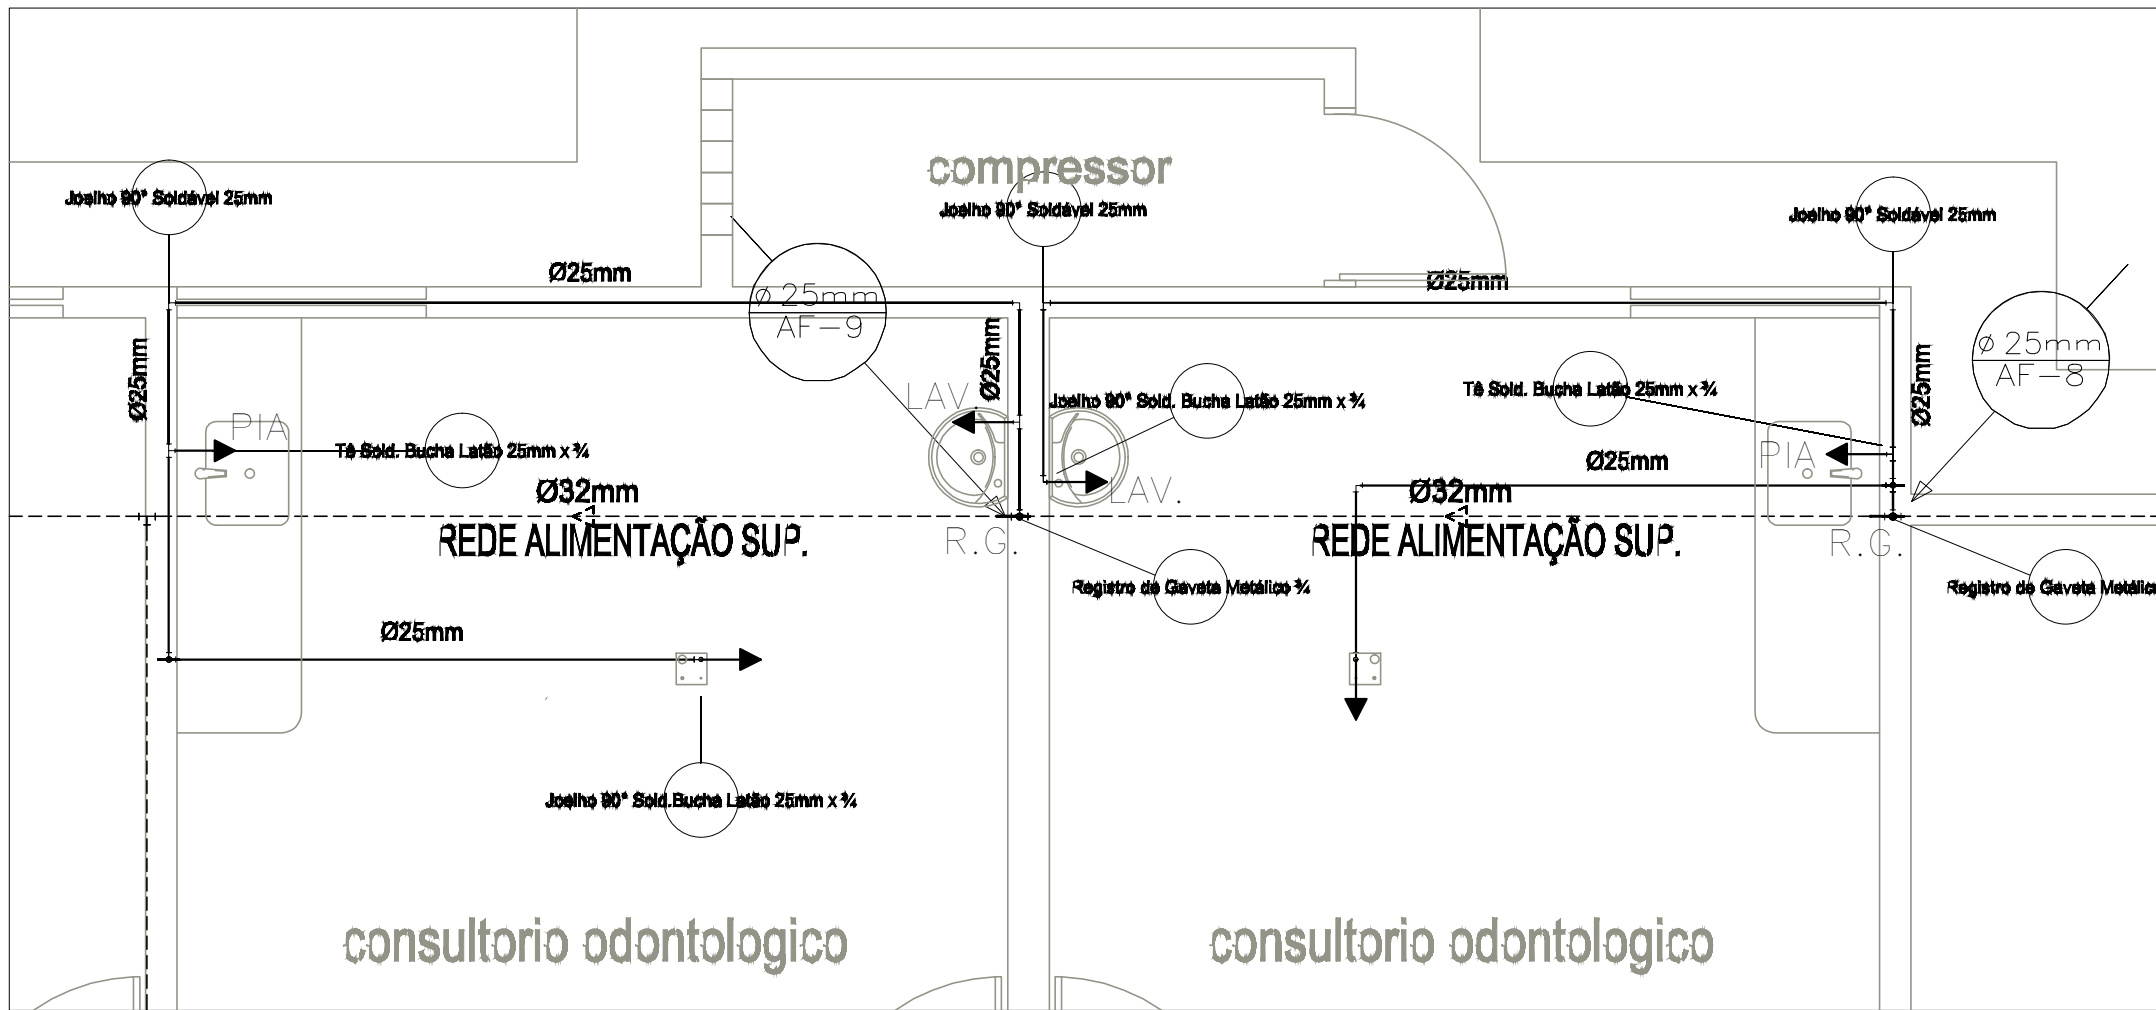 compressor
Joelho 90° Soldável 25mm
Joelho 90° Soldável 25mm
Joelho 90° Soldável 25mm
Ø25mm
Ø25mm
ø 25mm
AF-9
Ø25mm
Ø25mm
ø 25mm
AF-8
Ø25mm
LAV.
Joelho 90° Sold. Bucha Latão 25mm x ¾
Tê Sold. Bucha Latão 25mm x ¾
PIA
Tê Sold. Bucha Latão 25mm x ¾
PIA
Ø25mm
Ø32mm
LAV.
Ø32mm
REDE ALIMENTAÇÃO SUP.
R.G.
REDE ALIMENTAÇÃO SUP.
R.G.
Registro de Gaveta Metálico ¾
Registro de Gaveta Metálico
Ø25mm
Joelho 90° Sold.Bucha Latão 25mm x ¾
consultorio odontologico
consultorio odontologico